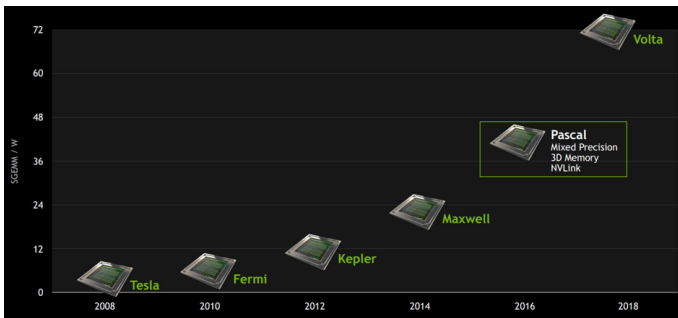 72
Volta
60
48
Pascal
Mixed Precision
3D Memory
NVLink
SGEMM / W
36
24
Maxwell
12
Kepler
Fermi
Tesla
0
2008 2010 2012 2014 2016 2018